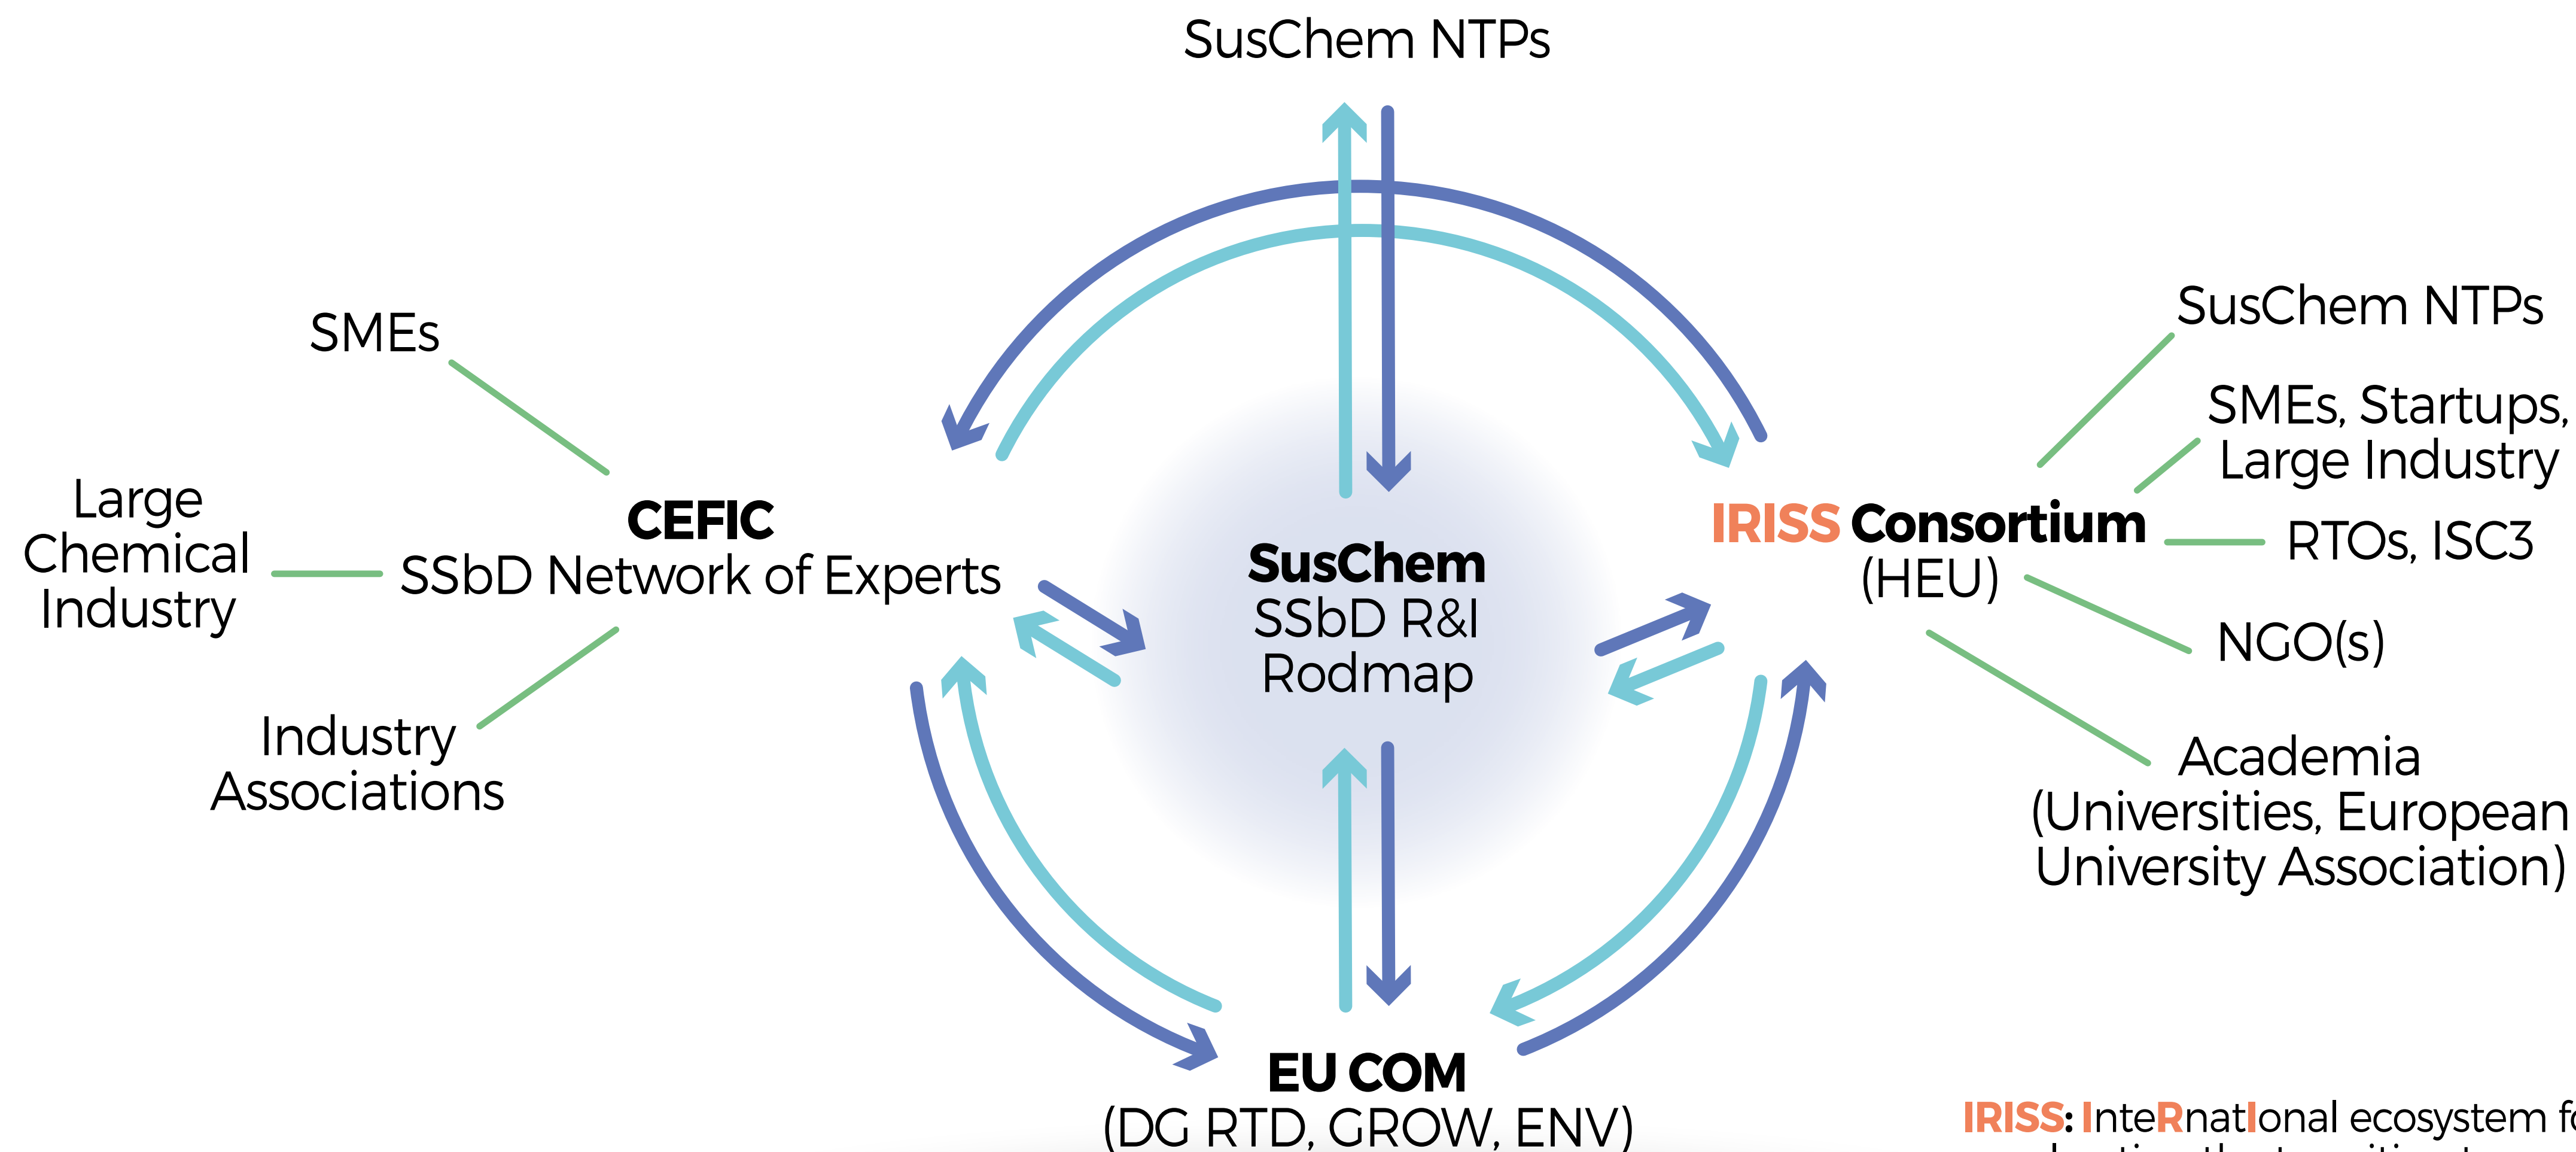 SusChem NTPs
SMEs
Large
Chemical
Industry
CEFIC
SSbD Network of Experts
Industry
Associations
SusChem
SSbD R&I
Rodmap
IRISS Consortium
(HEU)
SusChem NTPs
SMEs, Startups,
Large Industry
RTOs, ISC3
NGO(s)
Academia
(Universities, European
University Association)
EU COM
(DG RTD, GROW, ENV)
IRISS: InteRnatIonal ecosystem